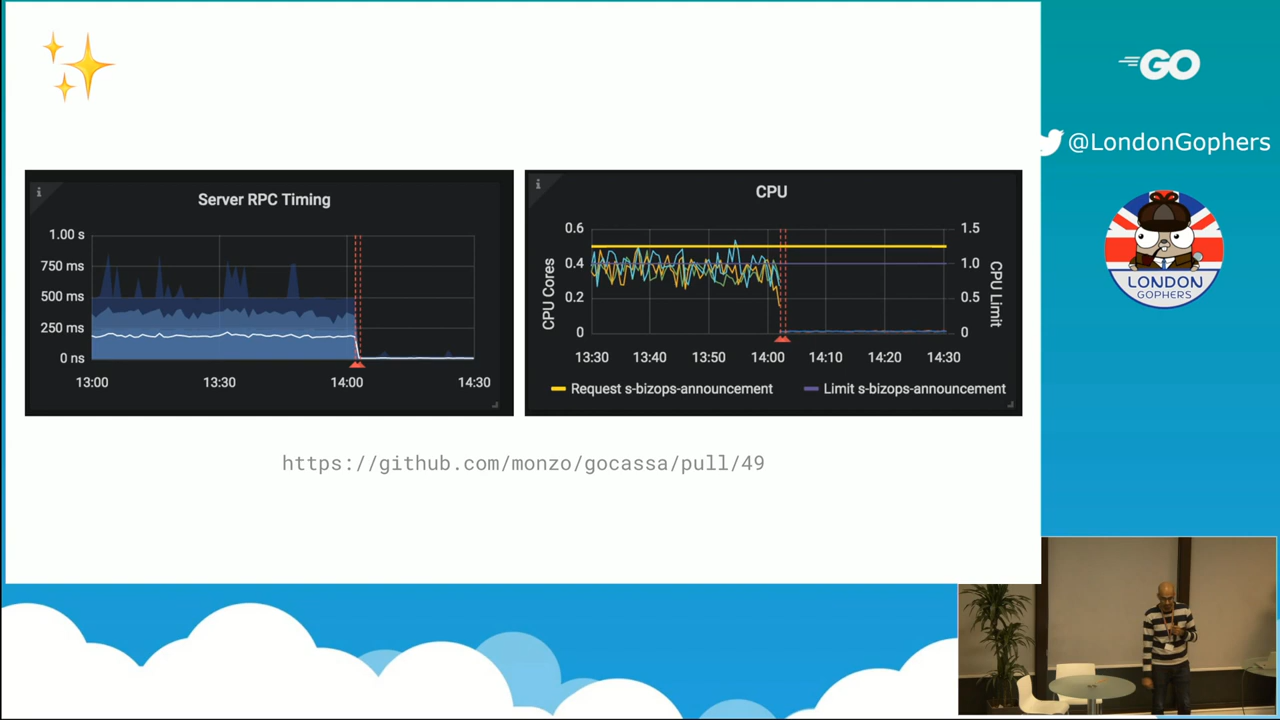 GO
@LondonGophers
LONDON
GOPHERS
Server RPC Timing
1.00 s
750 ms
500 ms
250 ms
0 ns
13:00
13:30
14:00
14:30
CPU
0.6
0.4
0.2
0
CPU Cores
1.5
1.0
0.5
0
CPU Limit
13:30
13:40
13:50
14:00
14:10
14:20
14:30
Request s-bizops-announcement
Limit s-bizops-announcement
https://github.com/monzo/gocassa/pull/49